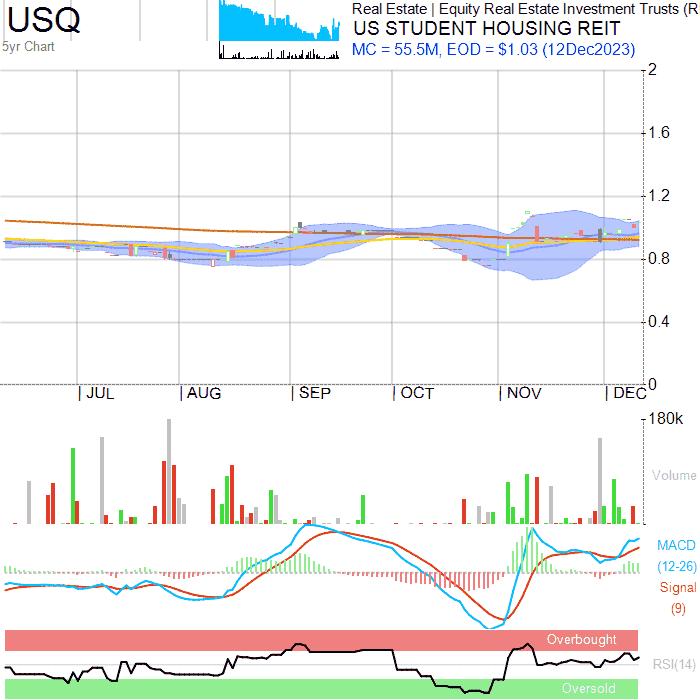 USQ
5yr Chart
Real Estate | Equity Real Estate Investment Trusts (R
US STUDENT HOUSING REIT
MC = 55.5M, EOD = $1.03 (12Dec2023)
2
1.6
1.2
0.8
0.4
0
| JUL | AUG | SEP | OCT | NOV | DEC
180k
Volume
MACD
(12-26)
Signal
(9)
Overbought
RSI(14)
Oversold